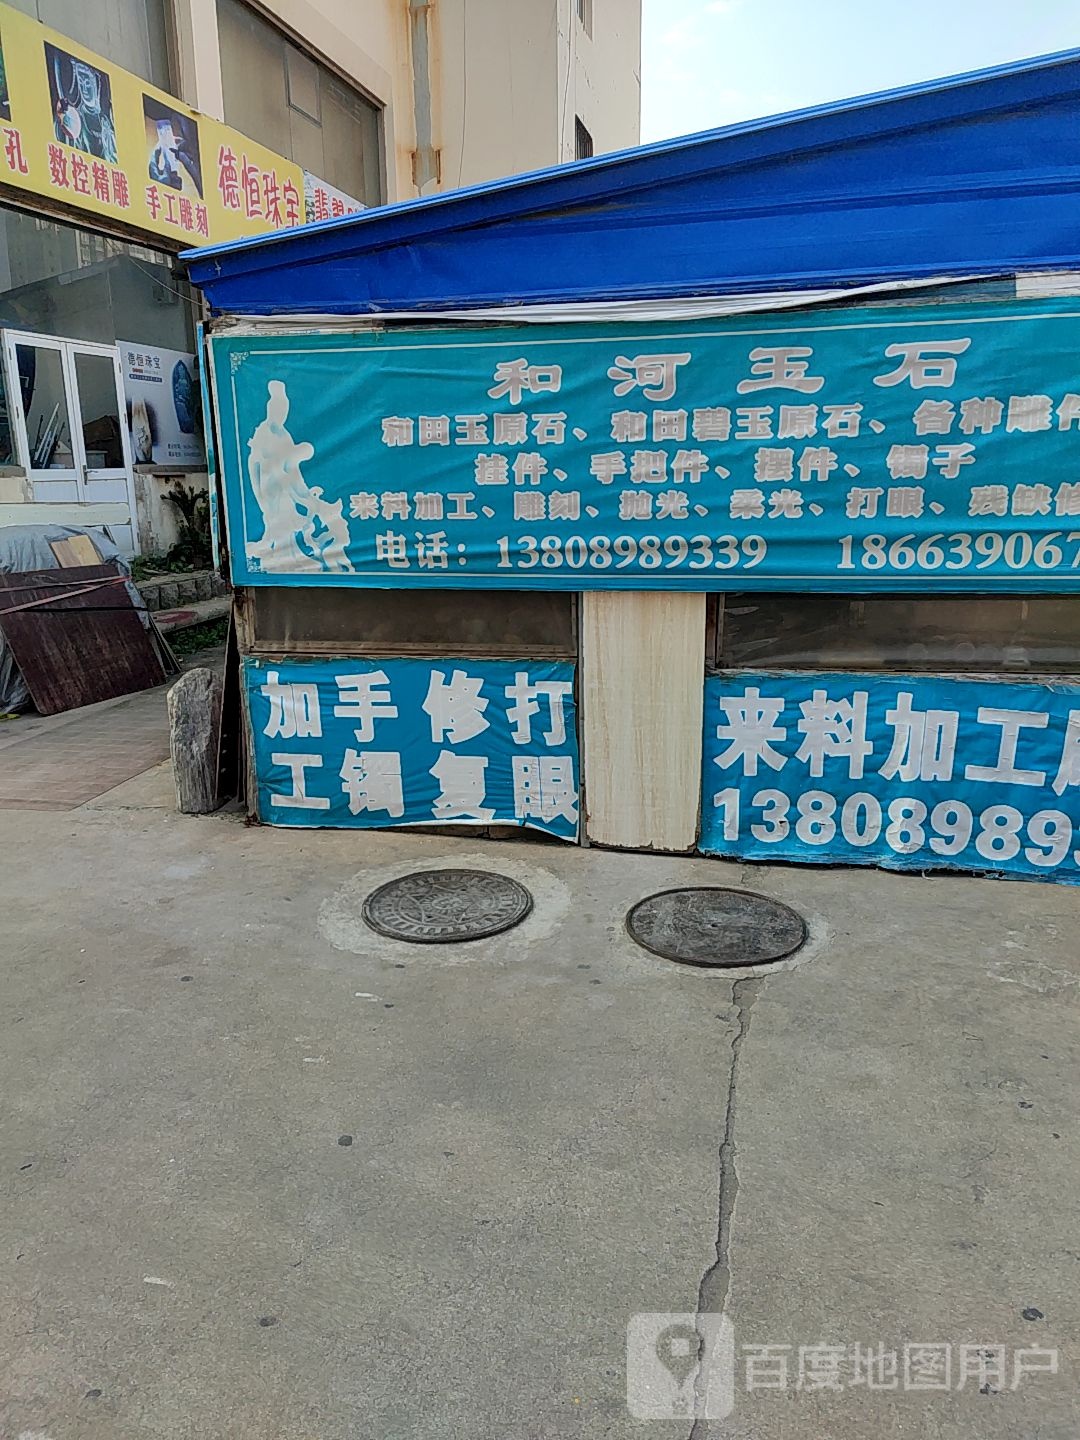 孔 数控精雕 手工雕刻 德恒珠宝 翡翠
德恒珠宝
和河玉石
和田玉原石、和田碧玉原石、各种雕件
挂件、手把件、摆件、镯子
来料加工、雕刻、抛光、柔光、打眼、残缺修
电话：13808989339 186639067
加手 修打
工镯 复眼
来料加工
138089893
百度地图用户